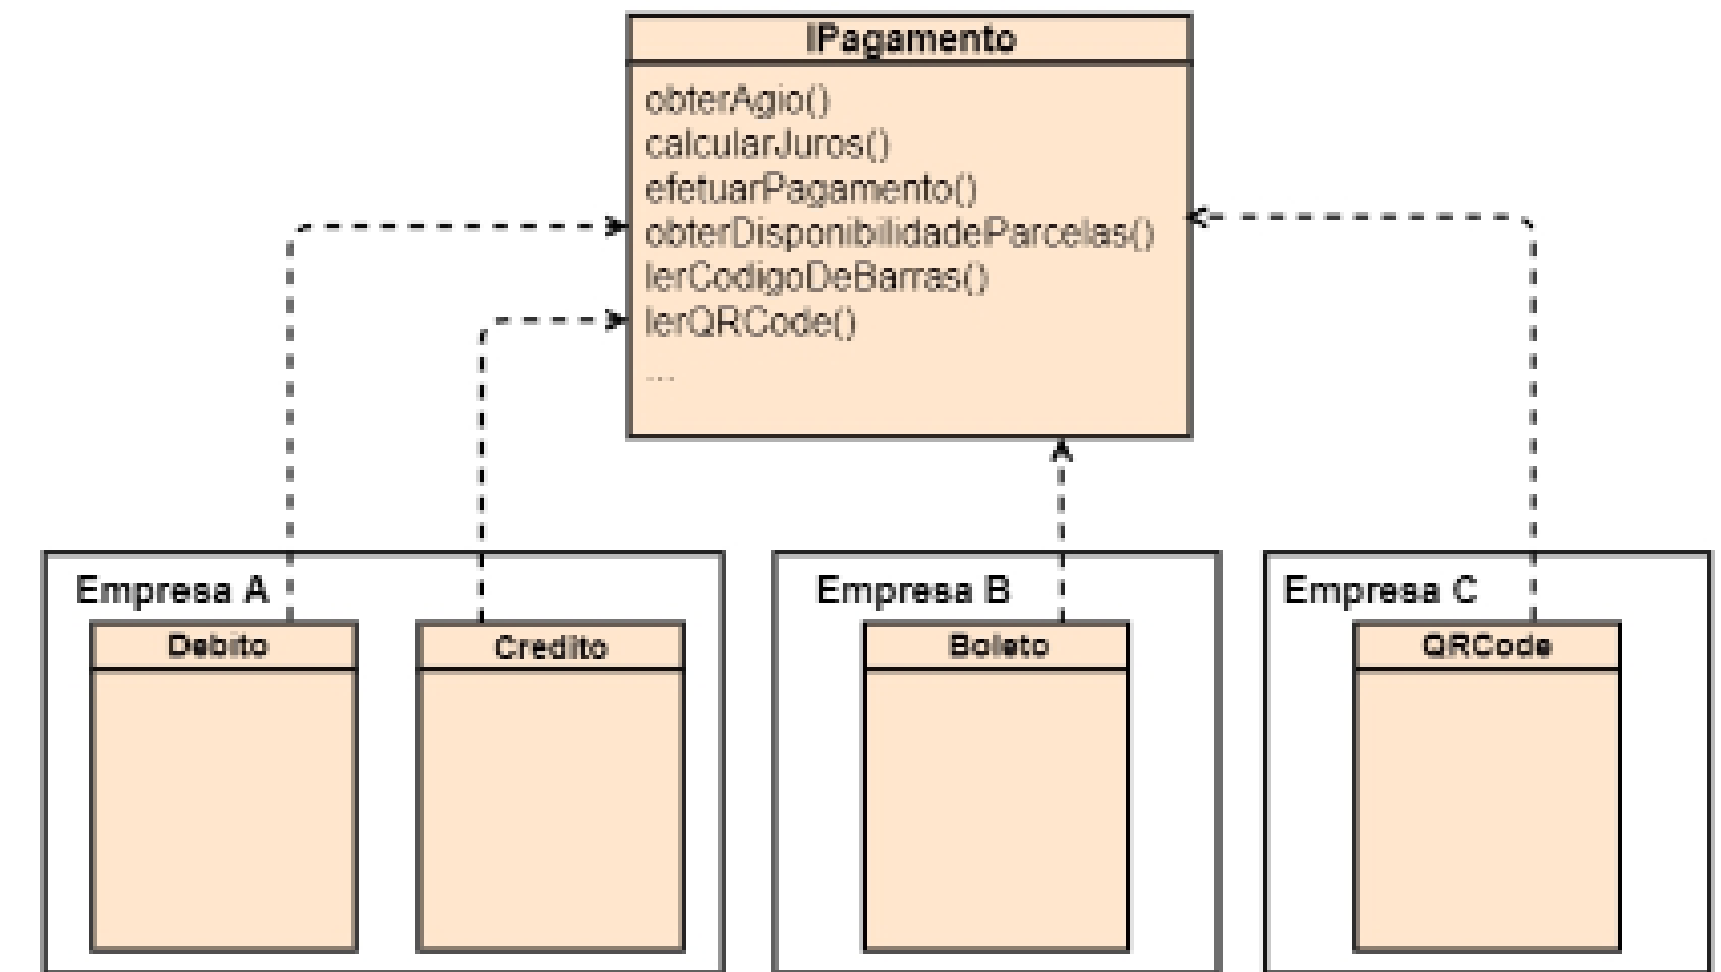 IPagamento
obterAgio()
calcularJuros()
efetuarPagamento()
obterDisponibilidadeParcelas()
lerCodigoDeBarras()
lerQRCode()
...
Empresa A
Debito
Credito
Empresa B
Boleto
Empresa C
QRCode